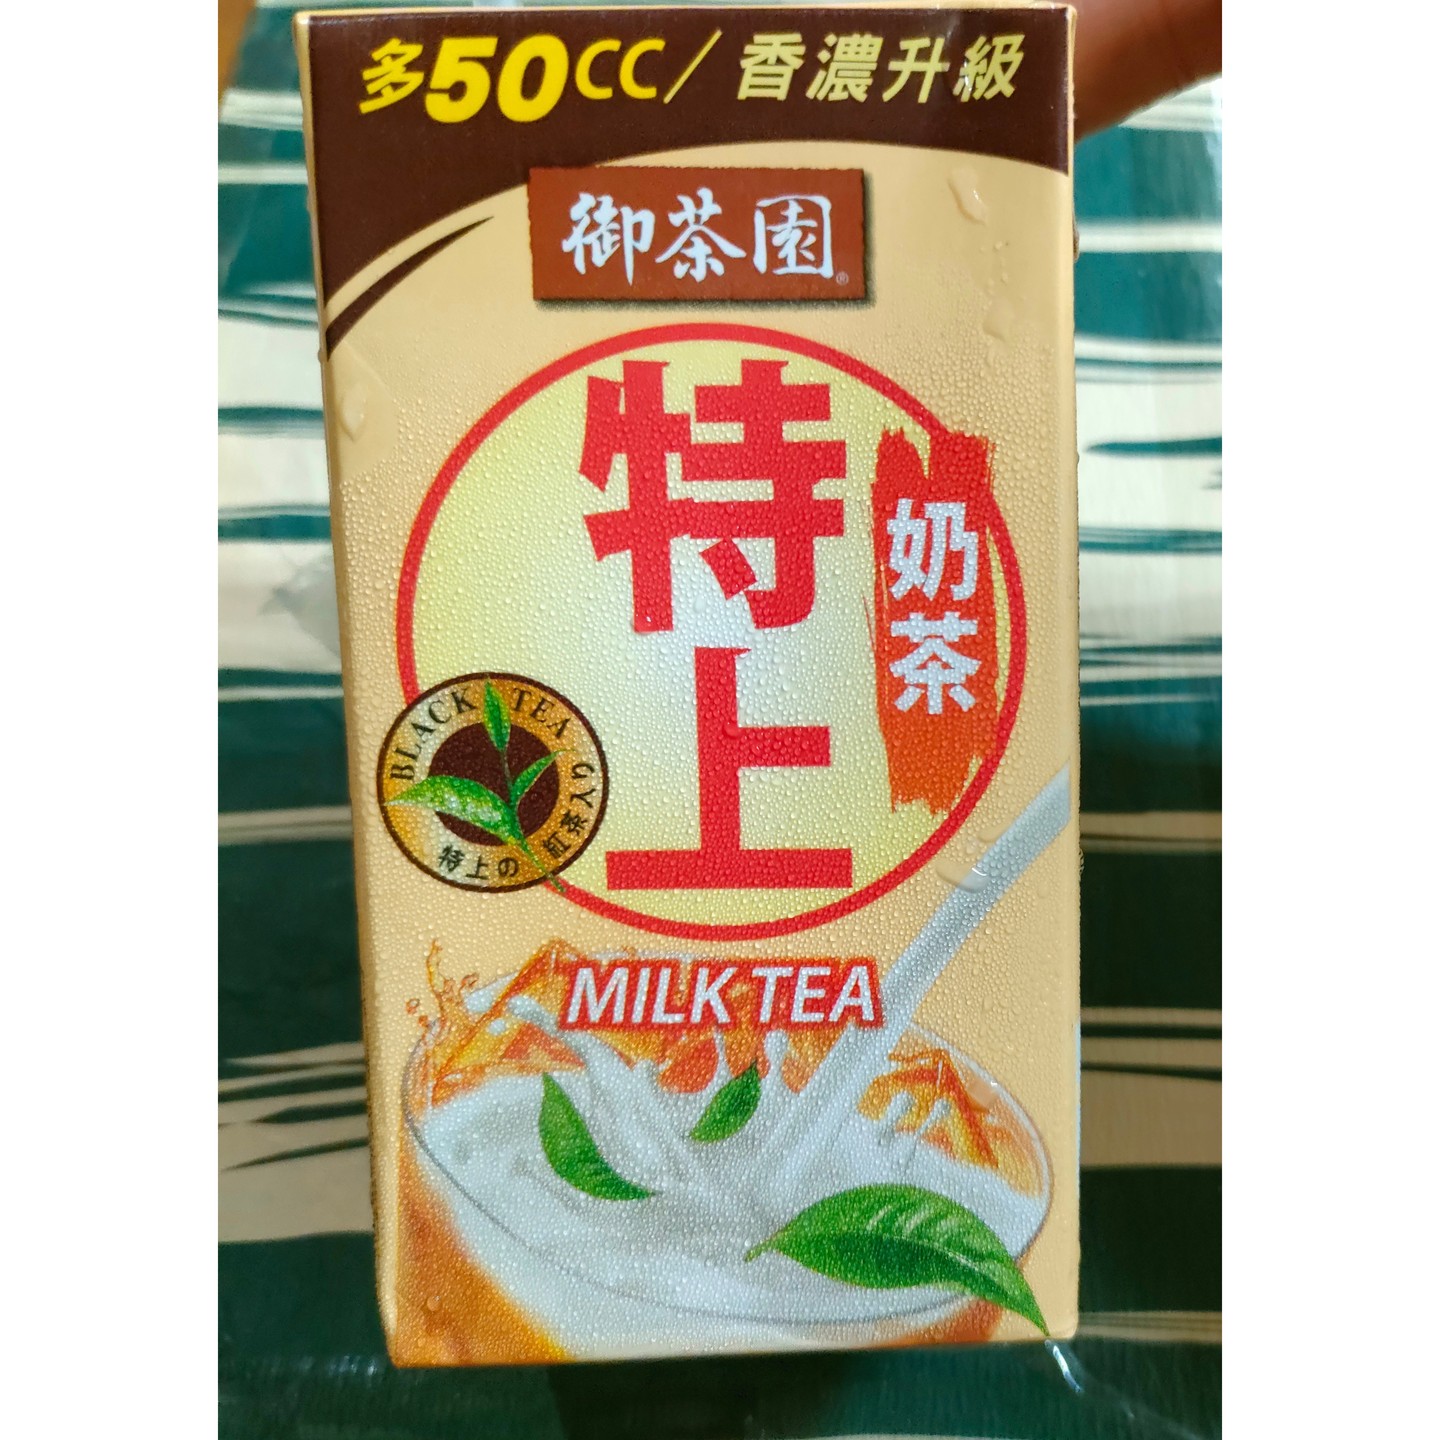 多50CC/香濃升級
御茶園®
特上
奶茶
BLACK TEA
特上の紅茶入り
MILK TEA